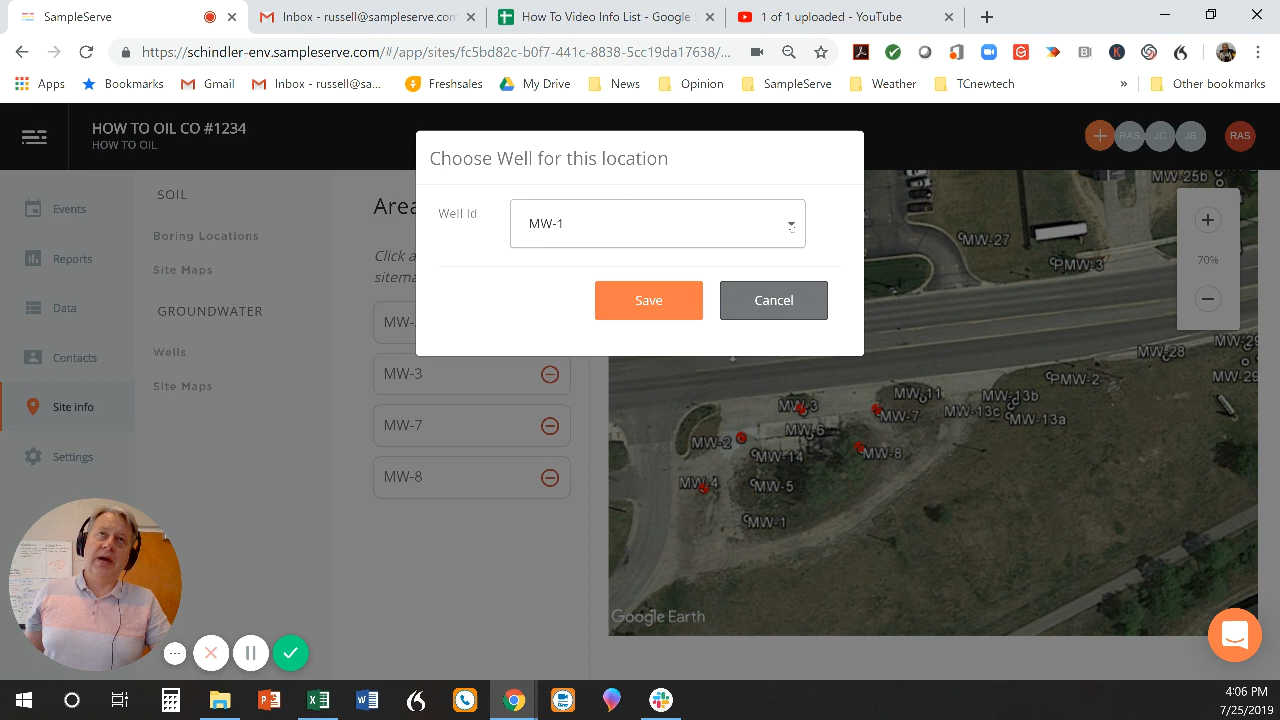 SampleServe
Inbox - russell@sampleserve.con
How To Video Info List - Google
1 of 1 uploaded - YouTube
https://schindler-env.sampleserve.com/#/app/sites/fc5bd82c-b0f7-441c-8838-5cc19da17638/...
Apps
Bookmarks
Gmail
Inbox - russell@sa...
Freshsales
My Drive
News
Opinion
SampleServe
Weather
TCnewtech
»
Other bookmarks
HOW TO OIL CO #1234
HOW TO OIL
RAS
JC
JB
RAS
Events
Reports
Data
Contacts
Site info
Settings
SOIL
Boring Locations
Site Maps
GROUNDWATER
Wells
Site Maps
Area
Click a
sitema
MW-
MW-3
MW-7
MW-8
Choose Well for this location
Well Id
MW-1
Save
Cancel
70%
MW-25b
MW-27
PMW-3
MW-28
MW-29
PMW-2
MW-29
MW-11
MW-13b
MW-3
MW-7
MW-13c
MW-13a
MW-6
MW-2
MW-14
MW-8
MW-4
MW-5
MW-1
Google Earth
4:06 PM
7/25/2019